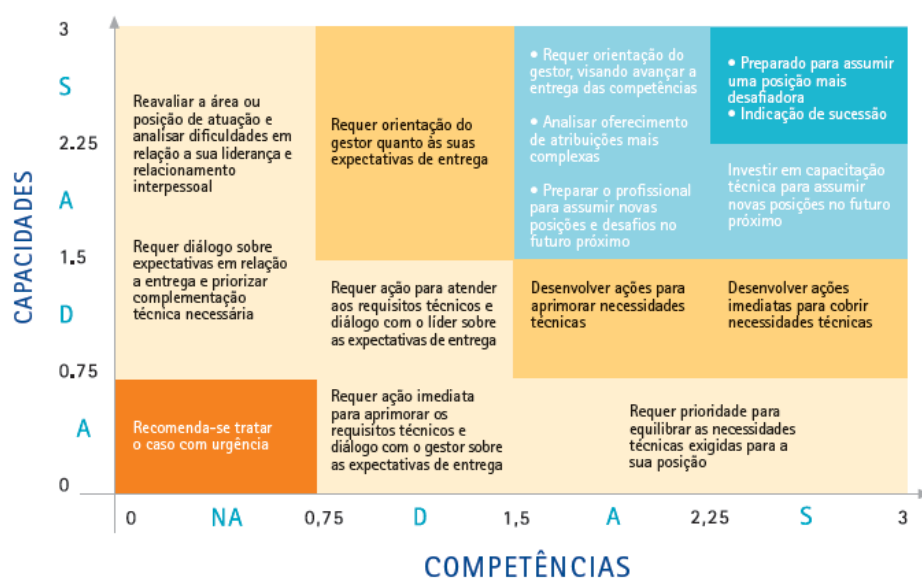 3
S
2.25
A
1.5
D
0.75
A
0
CAPACIDADES
Reavaliar a área ou
posição de atuação e
analisar dificuldades em
relação a sua liderança e
relacionamento
interpessoal
Requer orientação do
gestor quanto às suas
expectativas de entrega
• Requer orientação do
gestor, visando avançar a
entrega das competências
• Analisar oferecimento
de atribuições mais
complexas
• Preparar o profissional
para assumir novas
posições e desafios no
futuro próximo
• Preparado para assumir
uma posição mais
desafiadora
• Indicação de sucessão
Investir em capacitação
técnica para assumir
novas posições no futuro
próximo
Requer diálogo sobre
expectativas em relação
a entrega e priorizar
complementação
técnica necessária
Requer ação para atender
aos requisitos técnicos e
diálogo com o líder sobre
as expectativas de entrega
Desenvolver ações para
aprimorar necessidades
técnicas
Desenvolver ações
imediatas para cobrir
necessidades técnicas
Recomenda-se tratar
o caso com urgência
Requer ação imediata
para aprimorar os
requisitos técnicos e
diálogo com o gestor sobre
as expectativas de entrega
Requer prioridade para
equilibrar as necessidades
técnicas exigidas para a
sua posição
0 NA 0,75 D 1,5 A 2,25 S 3
COMPETÊNCIAS